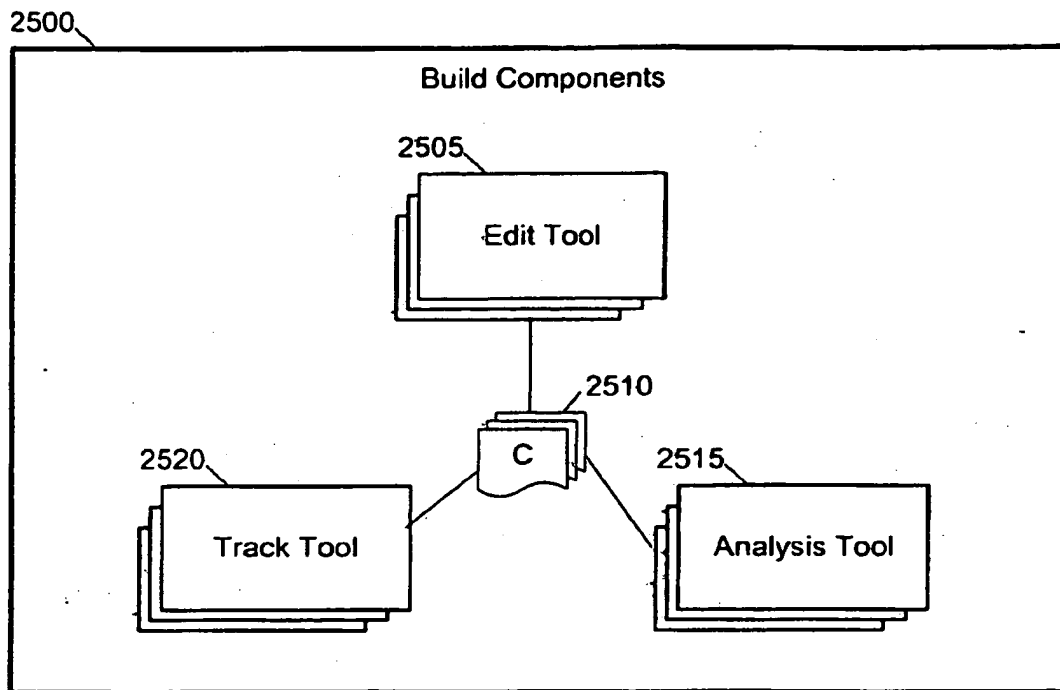 2500
Build Components
2505
Edit Tool
2510
C
2520
2515
Track Tool
Analysis Tool